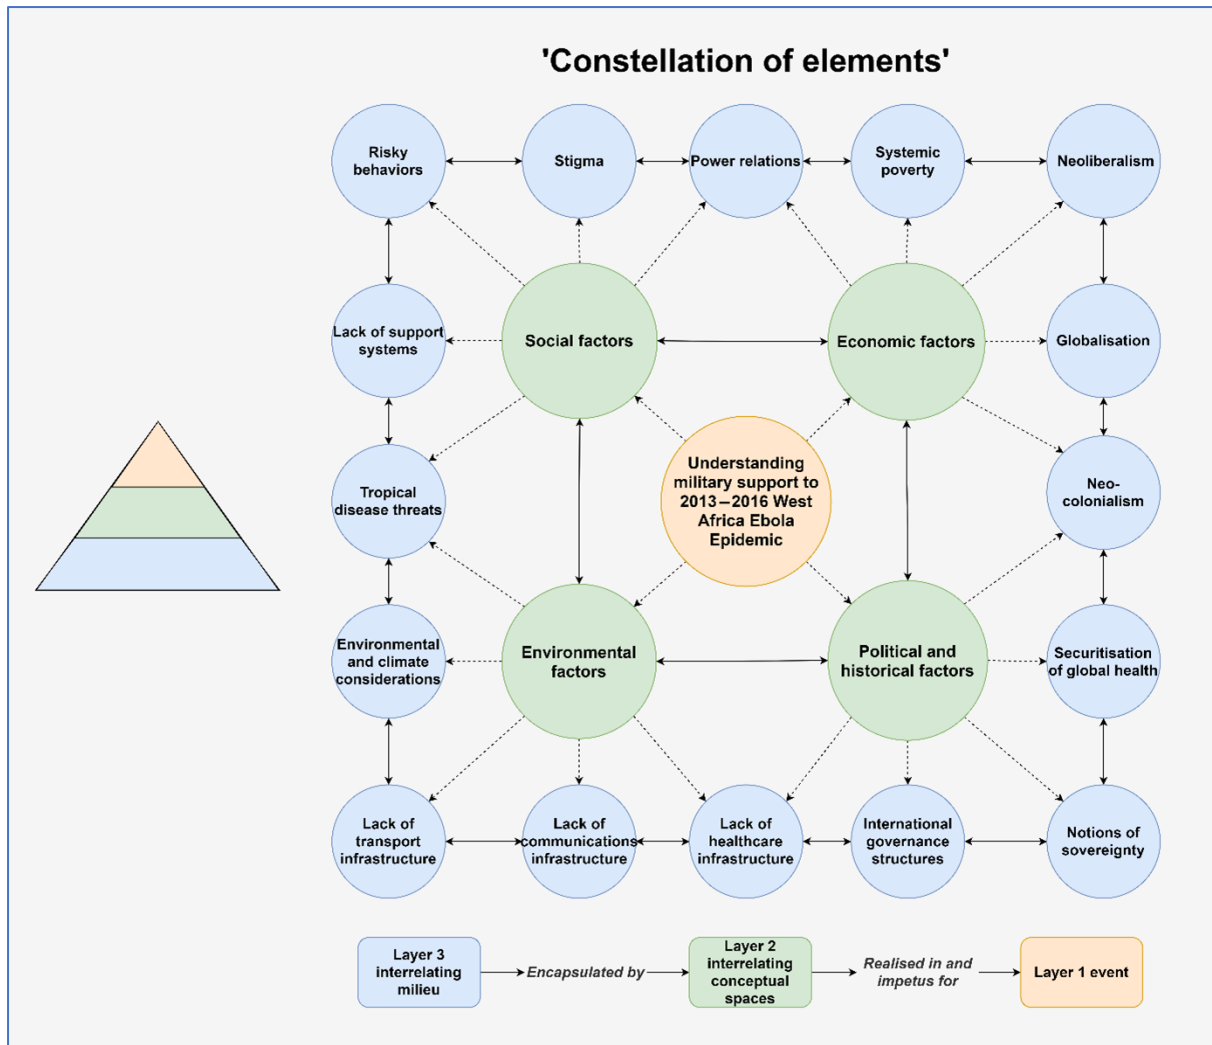 'Constellation of elements'
Risky
behaviors
Stigma
Power relations
Systemic
poverty
Neoliberalism
Lack of support
systems
Social factors
Economic factors
Globalisation
Understanding
military support to
2013–2016 West
Africa Ebola
Epidemic
Tropical
disease threats
Neo-
colonialism
Environmental
and climate
considerations
Environmental
factors
Political and
historical factors
Securitisation
of global health
Lack of
transport
infrastructure
Lack of
communications
infrastructure
Lack of
healthcare
infrastructure
International
governance
structures
Notions of
sovereignty
Layer 3
interrelating
milieu
Encapsulated by
Layer 2
interrelating
conceptual
spaces
Realised in and
impetus for
Layer 1 event